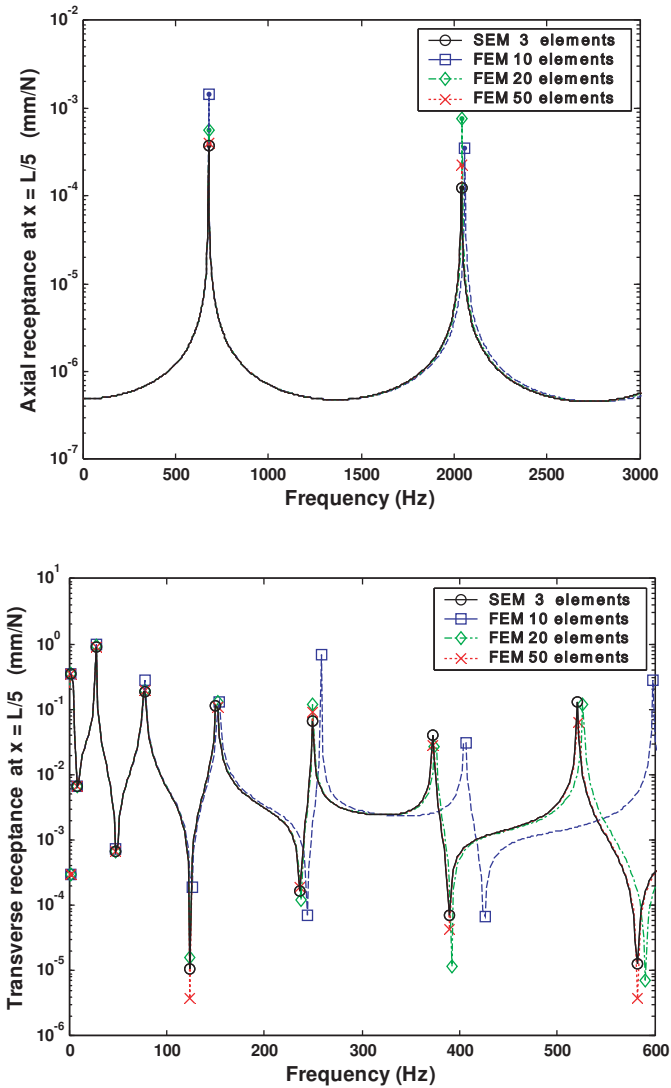 10^-2
10^-3
10^-4
10^-5
10^-6
10^-7
Axial receptance at x = L/5 (mm/N)
SEM 3 elements
FEM 10 elements
FEM 20 elements
FEM 50 elements
0 500 1000 1500 2000 2500 3000
Frequency (Hz)
10^1
10^0
10^-1
10^-2
10^-3
10^-4
10^-5
10^-6
Transverse receptance at x = L/5 (mm/N)
SEM 3 elements
FEM 10 elements
FEM 20 elements
FEM 50 elements
0 100 200 300 400 500 600
Frequency (Hz)